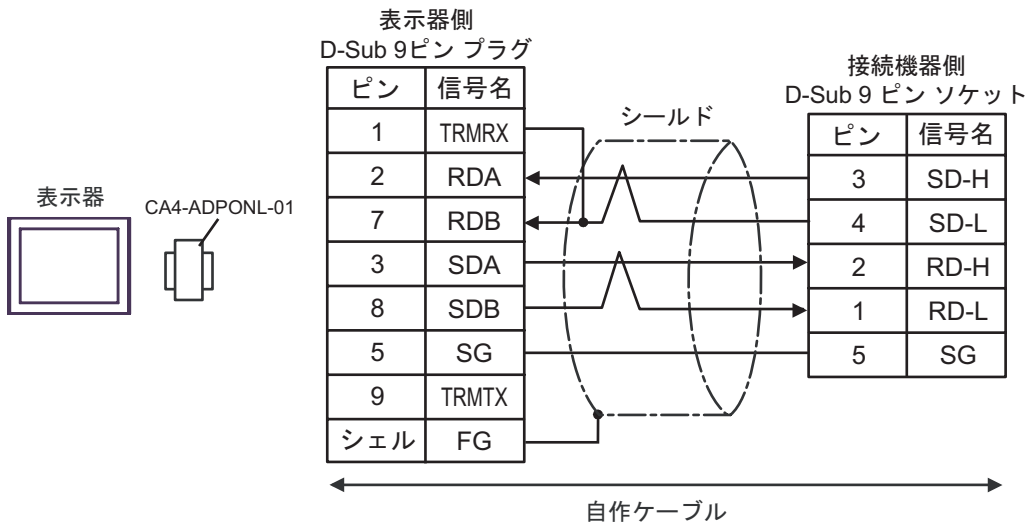 表示器側
D-Sub 9ピン プラグ
接続機器側
D-Sub 9 ピン ソケット
シールド
表示器
CA4-ADPONL-01
ピン 信号名
1 TRMRX
2 RDA
7 RDB
3 SDA
8 SDB
5 SG
9 TRMTX
シェル FG
ピン 信号名
3 SD-H
4 SD-L
2 RD-H
1 RD-L
5 SG
自作ケーブル